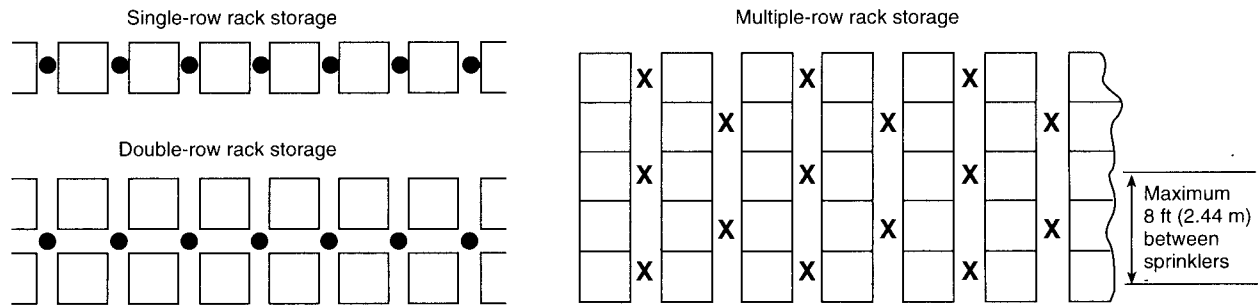 Single-row rack storage
Double-row rack storage
Multiple-row rack storage
X X X
X X X
X X X
X X X
X X X
Maximum
8 ft (2.44 m)
between
sprinklers